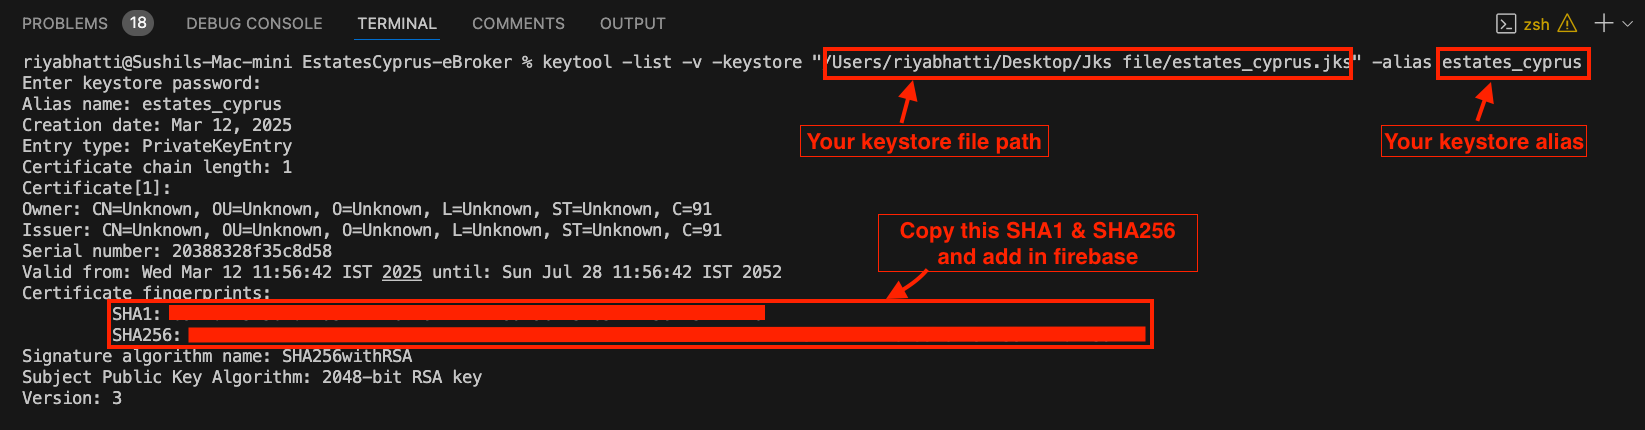 PROBLEMS 18 DEBUG CONSOLE TERMINAL COMMENTS OUTPUT zsh
riyabhatti@Sushils-Mac-mini EstatesCyprus-eBroker % keytool -list -v -keystore "/Users/riyabhatti/Desktop/Jks file/estates_cyprus.jks" -alias estates_cyprus
Enter keystore password:
Alias name: estates_cyprus
Creation date: Mar 12, 2025
Your keystore file path
Your keystore alias
Entry type: PrivateKeyEntry
Certificate chain length: 1
Certificate[1]:
Owner: CN=Unknown, OU=Unknown, O=Unknown, L=Unknown, ST=Unknown, C=91
Issuer: CN=Unknown, OU=Unknown, O=Unknown, L=Unknown, ST=Unknown, C=91
Copy this SHA1 & SHA256
and add in firebase
Serial number: 20388328f35c8d58
Valid from: Wed Mar 12 11:56:42 IST 2025 until: Sun Jul 28 11:56:42 IST 2052
Certificate fingerprints:
SHA1:
SHA256:
Signature algorithm name: SHA256withRSA
Subject Public Key Algorithm: 2048-bit RSA key
Version: 3